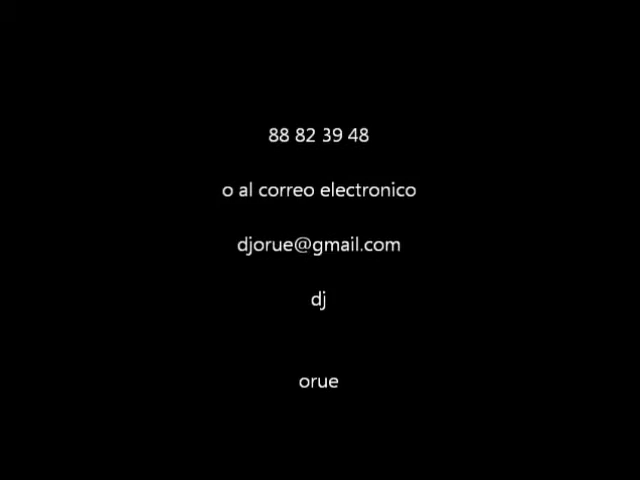 88 82 39 48
o al correo electronico
djorue@gmail.com
dj
orue